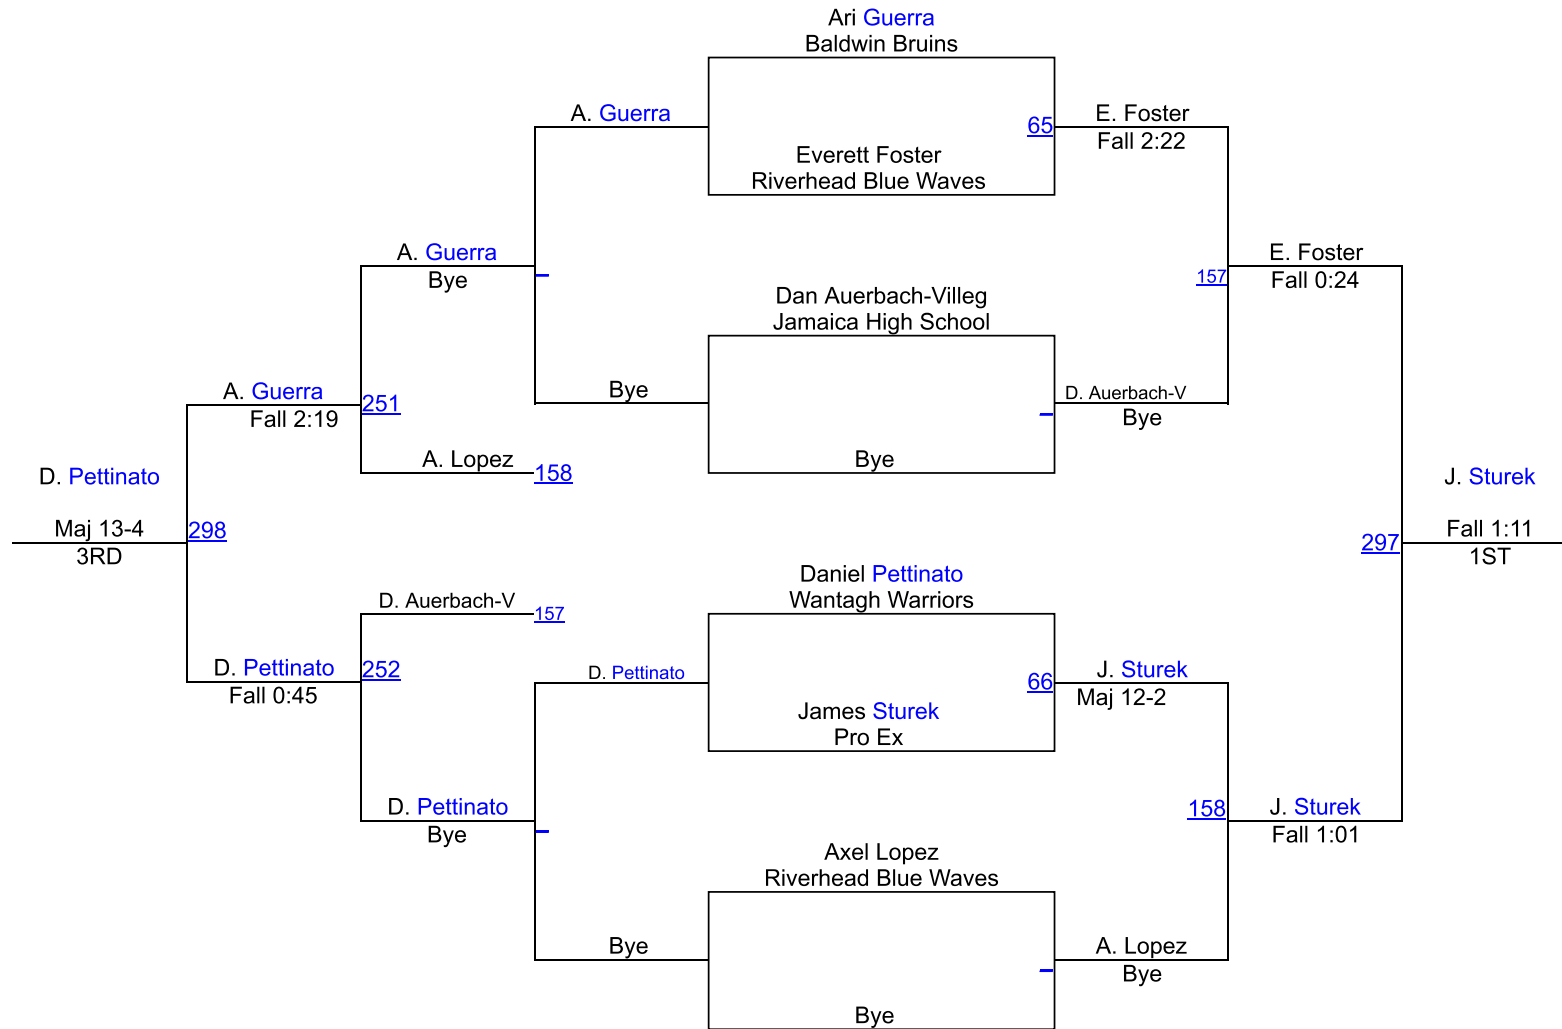 Ari Guerra
Baldwin Bruins
A. Guerra
65
E. Foster
Fall 2:22
Everett Foster
Riverhead Blue Waves
A. Guerra
Bye
E. Foster
Fall 0:24
157
Dan Auerbach-Villeg
Jamaica High School
A. Guerra
Fall 2:19
251
Bye
D. Auerbach-V
Bye
A. Lopez
158
Bye
D. Pettinato
Maj 13-4
3RD
298
J. Sturek
Fall 1:11
1ST
297
Daniel Pettinato
Wantagh Warriors
D. Auerbach-V
157
D. Pettinato
Fall 0:45
252
D. Pettinato
66
J. Sturek
Maj 12-2
James Sturek
Pro Ex
D. Pettinato
Bye
158
J. Sturek
Fall 1:01
Axel Lopez
Riverhead Blue Waves
Bye
A. Lopez
Bye
Bye